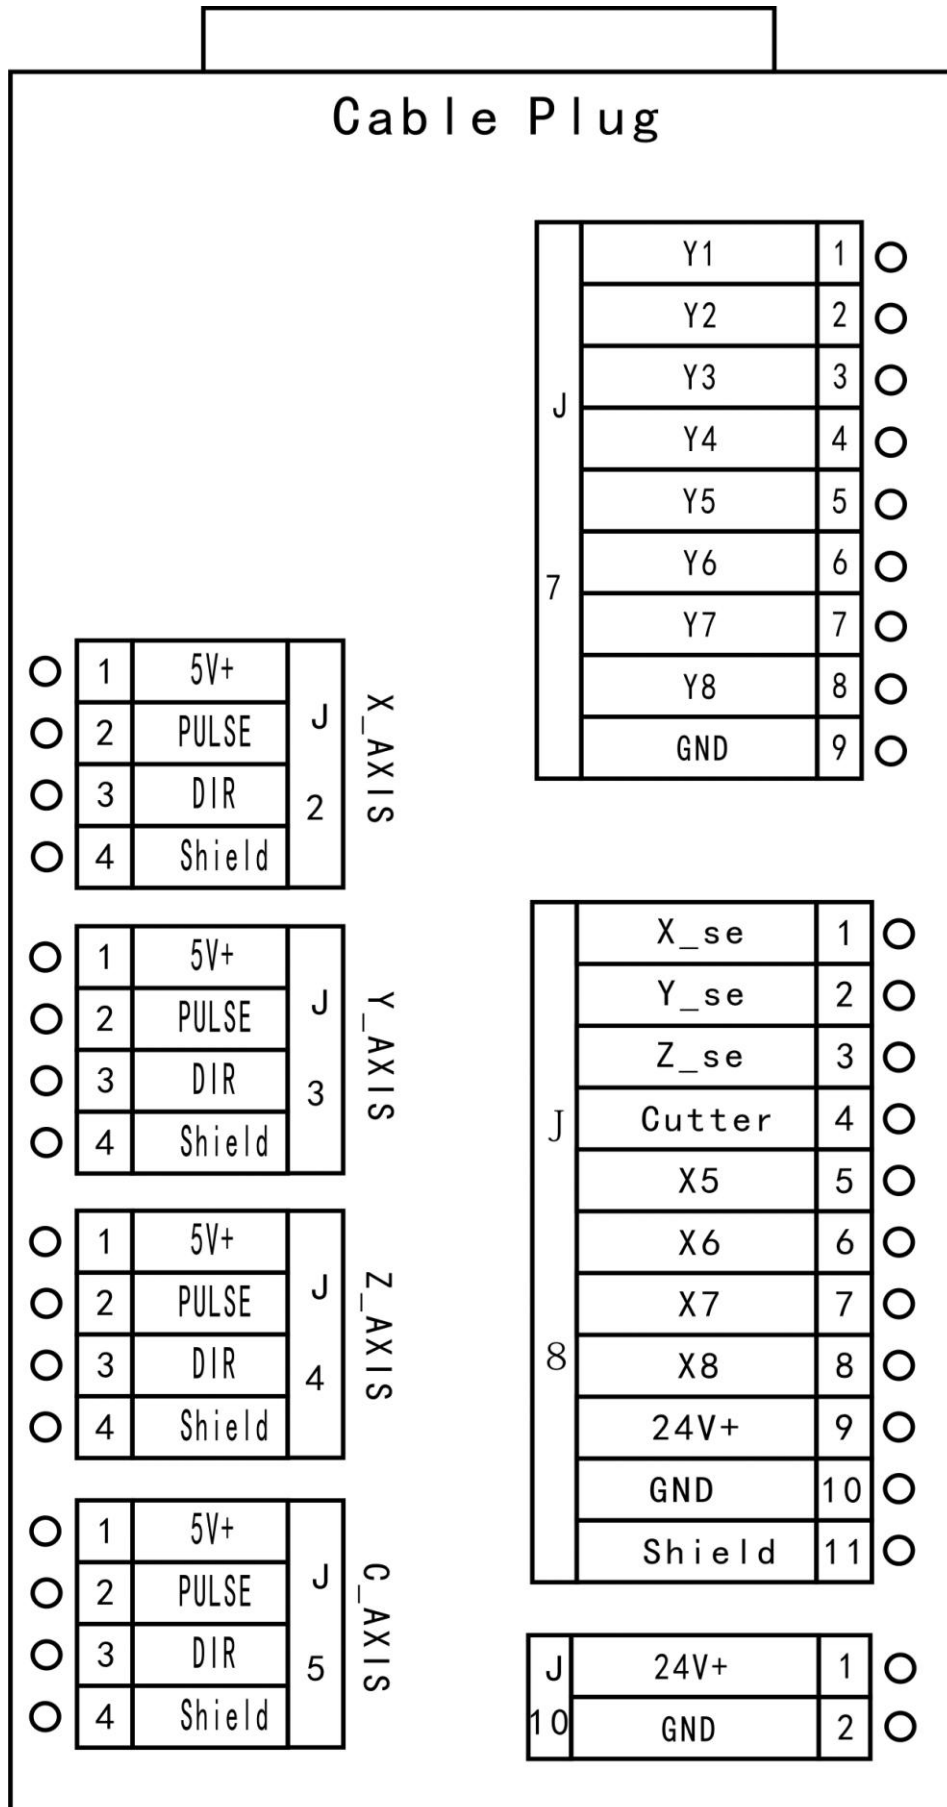 Cable Plug
J 7
Y1 1
Y2 2
Y3 3
Y4 4
Y5 5
Y6 6
Y7 7
Y8 8
GND 9
1 5V+
2 PULSE
3 DIR
4 Shield
J 2
X_AXIS
1 5V+
2 PULSE
3 DIR
4 Shield
J 3
Y_AXIS
1 5V+
2 PULSE
3 DIR
4 Shield
J 4
Z_AXIS
1 5V+
2 PULSE
3 DIR
4 Shield
J 5
C_AXIS
J 8
X_se 1
Y_se 2
Z_se 3
Cutter 4
X5 5
X6 6
X7 7
X8 8
24V+ 9
GND 10
Shield 11
J 10
24V+ 1
GND 2